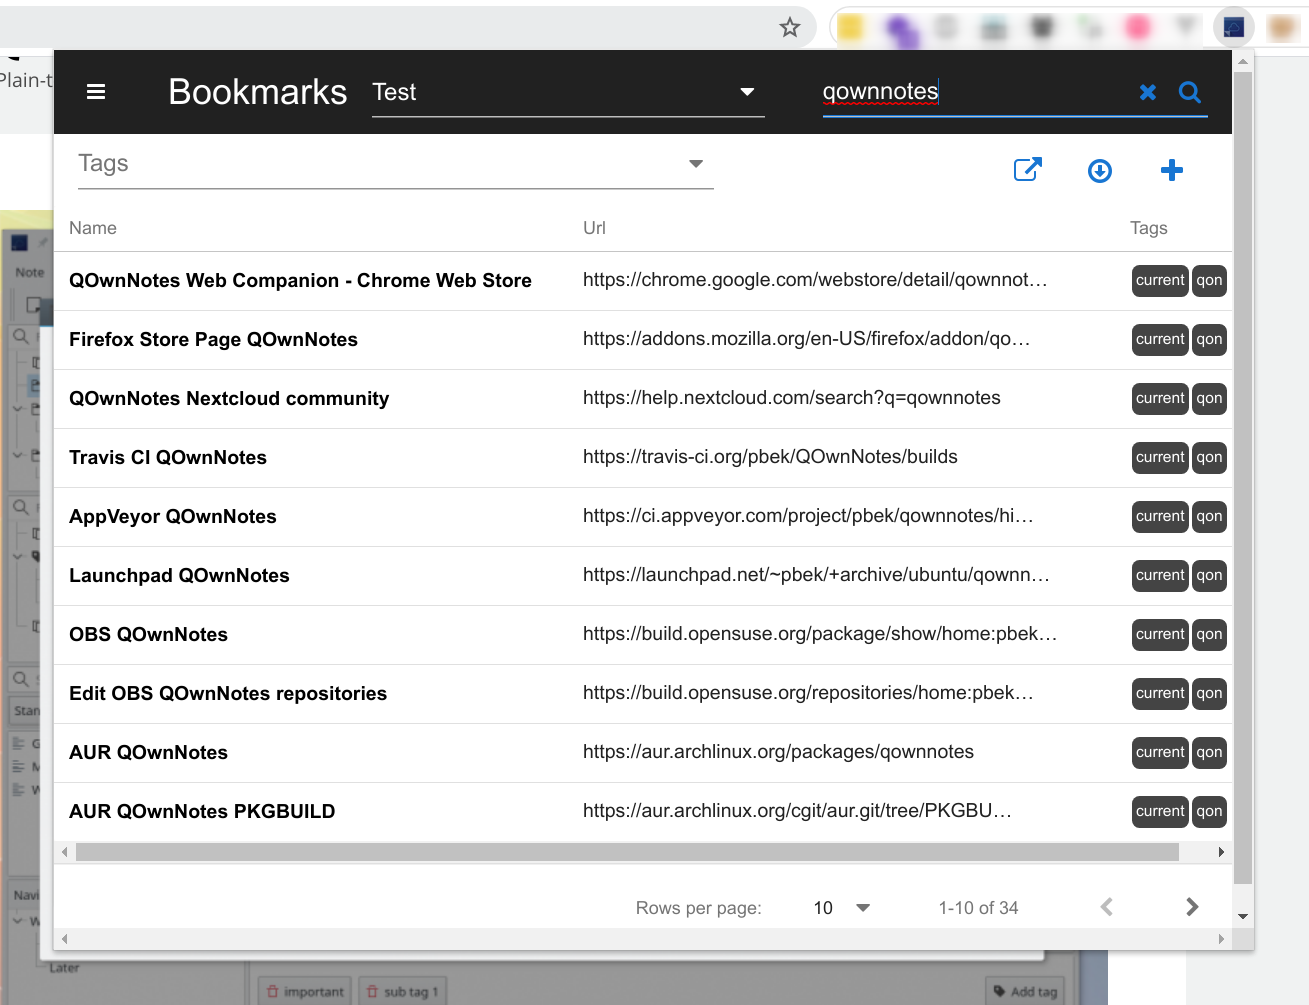 Plain-t
Bookmarks
Test
qownnotes
Tags
Name Url Tags
QOwnNotes Web Companion - Chrome Web Store https://chrome.google.com/webstore/detail/qownnot… current qon
Firefox Store Page QOwnNotes https://addons.mozilla.org/en-US/firefox/addon/qo… current qon
QOwnNotes Nextcloud community https://help.nextcloud.com/search?q=qownnotes current qon
Travis CI QOwnNotes https://travis-ci.org/pbek/QOwnNotes/builds current qon
AppVeyor QOwnNotes https://ci.appveyor.com/project/pbek/qownnotes/hi… current qon
Launchpad QOwnNotes https://launchpad.net/~pbek/+archive/ubuntu/qownn… current qon
OBS QOwnNotes https://build.opensuse.org/package/show/home:pbek… current qon
Edit OBS QOwnNotes repositories https://build.opensuse.org/repositories/home:pbek… current qon
AUR QOwnNotes https://aur.archlinux.org/packages/qownnotes current qon
AUR QOwnNotes PKGBUILD https://aur.archlinux.org/cgit/aur.git/tree/PKGBU… current qon
Rows per page: 10 1-10 of 34
Note
Stan
G
M
W
Navi
W
Later
important sub tag 1 Add tag